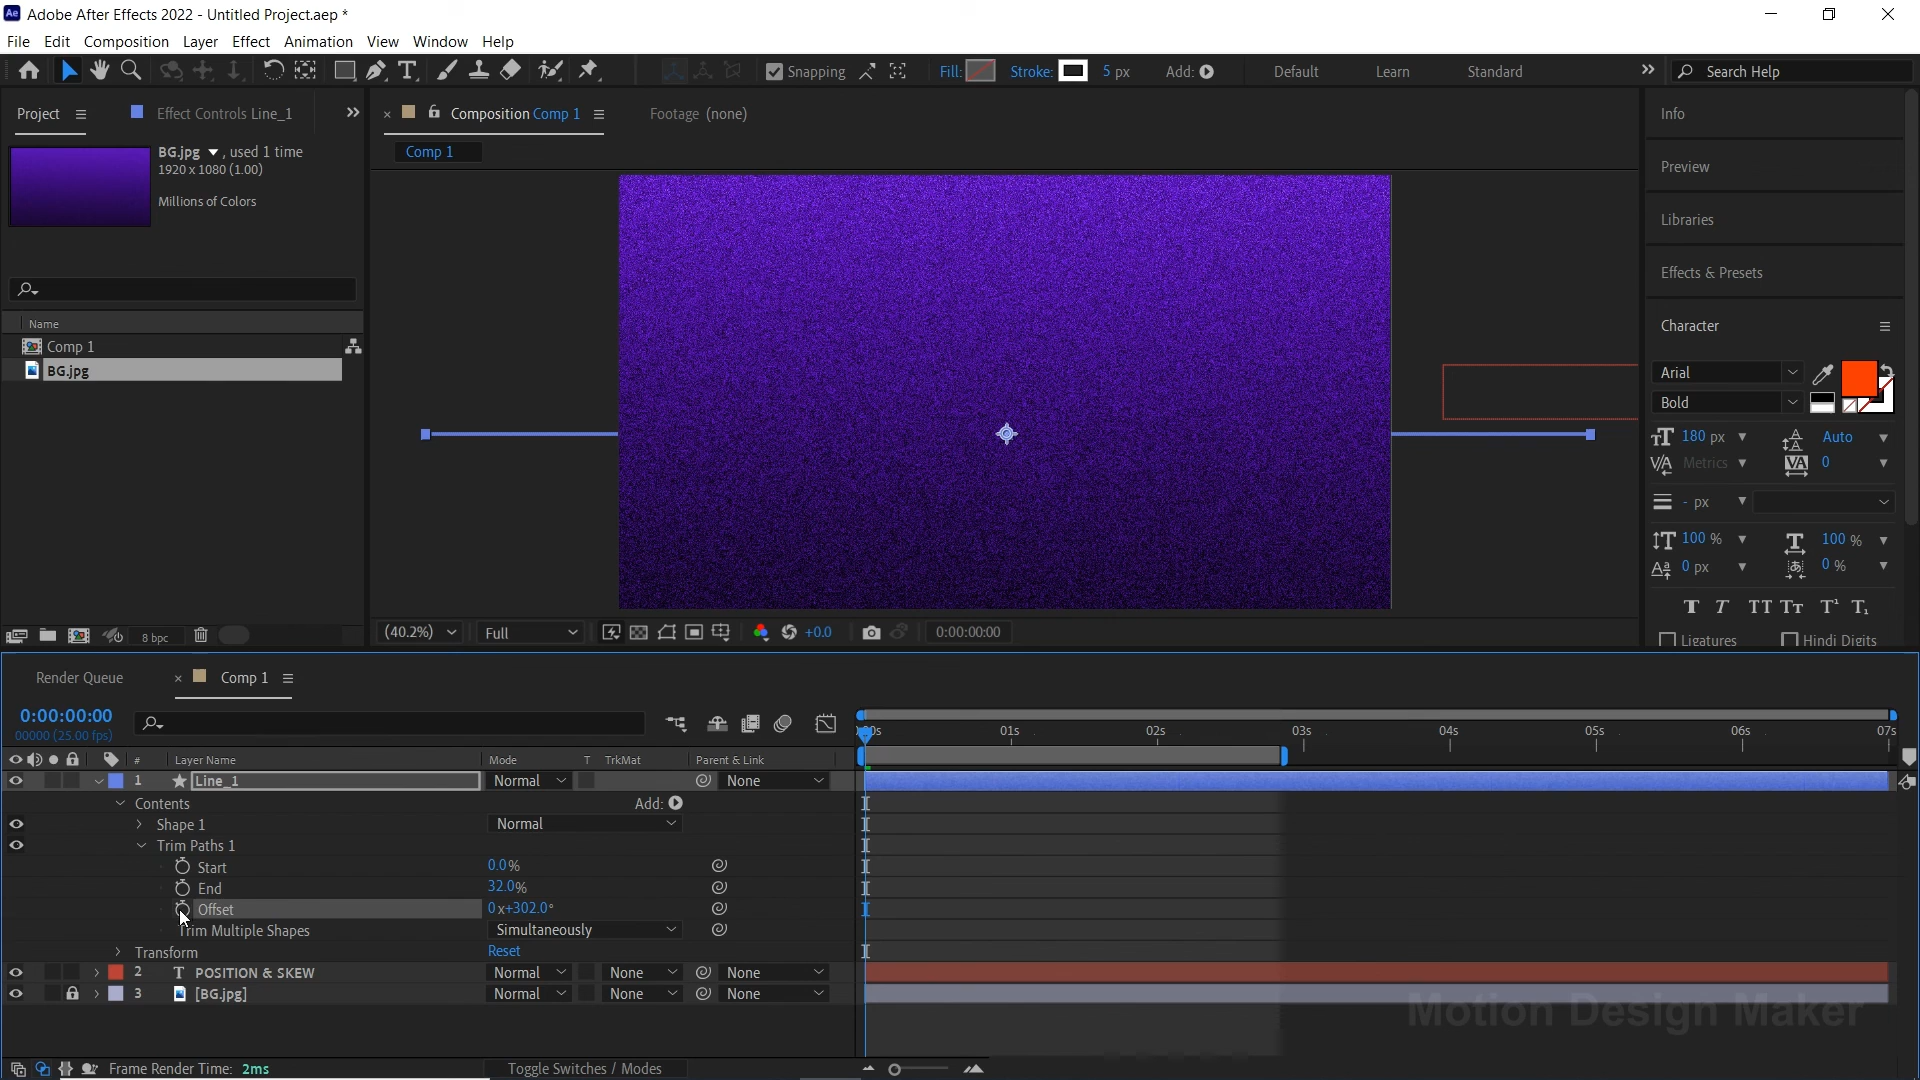 Ae Adobe After Effects 2022 - Untitled Project.aep *
File Edit Composition Layer Effect Animation View Window Help
Snapping Fill: Stroke: 5 px Add: Default Learn Standard Search Help
Project Effect Controls Line_1 Composition Comp 1 Footage (none) Info
BG.jpg , used 1 time
1920 x 1080 (1.00)
Millions of Colors
Comp 1
Preview
Libraries
Effects & Presets
Name
Comp 1
BG.jpg
Character
Arial
Bold
180 px Auto
Metrics 0
- px
100 % 100 %
0 px 0 %
T T TT Tт T¹ T₁
Ligatures Hindi Digits
8 bpc (40.2%) Full +0.0 0:00:00:00
Render Queue Comp 1
0:00:00:00
00000 (25.00 fps)
01s 02s 03s 04s 05s 06s 07s
# Layer Name Mode T TrkMat Parent & Link
1 Line_1 Normal None
Contents Add:
Shape 1 Normal
Trim Paths 1
Start 0.0%
End 32.0%
Offset 0x+302.0°
Trim Multiple Shapes Simultaneously
Transform Reset
2 T POSITION & SKEW Normal None None
3 [BG.jpg] Normal None None
Motion Design Maker
Frame Render Time: 2ms Toggle Switches / Modes